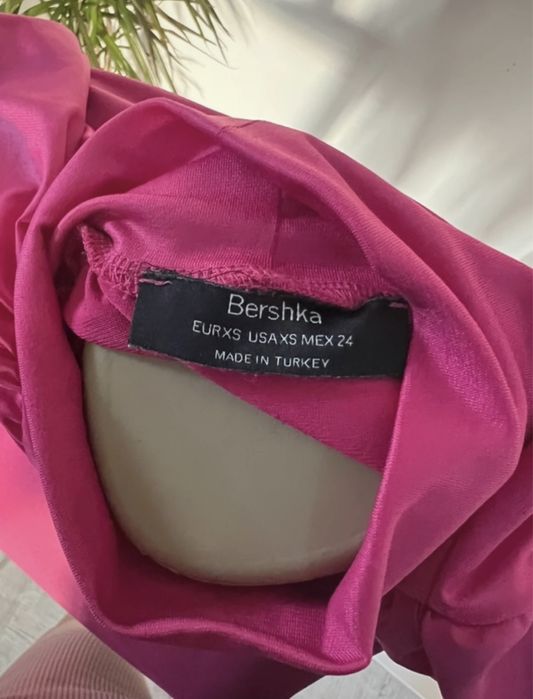 Bershka
EUR XS USA XS MEX 24
MADE IN TURKEY